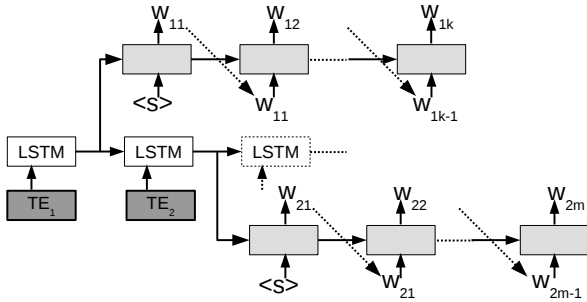 w11 w12 w1k
<s> w11 w1k-1
LSTM LSTM LSTM
TE1 TE2
w21 w22 w2m
<s> w21 w2m-1